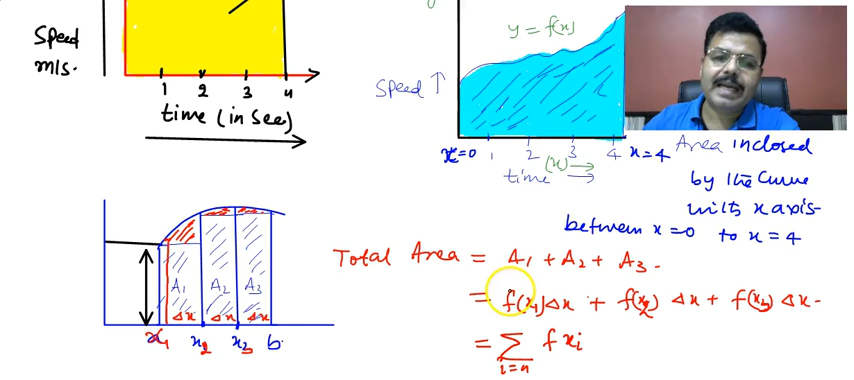 Speed
m/s.
1 2 3 4
time (in Sec)
y = f(x)
Speed ↑
x=0 1 2 3 4 x=4
(x) →
time →
Area inclosed
by the curve
with x axis
between x=0 to x=4
A1 A2 A3
Δx Δx Δx
x1 x2 x3 b
Total Area = A1 + A2 + A3.
= f(x1)Δx + f(x2) Δx + f(x3) Δx.
= ∑ f xi
i=n